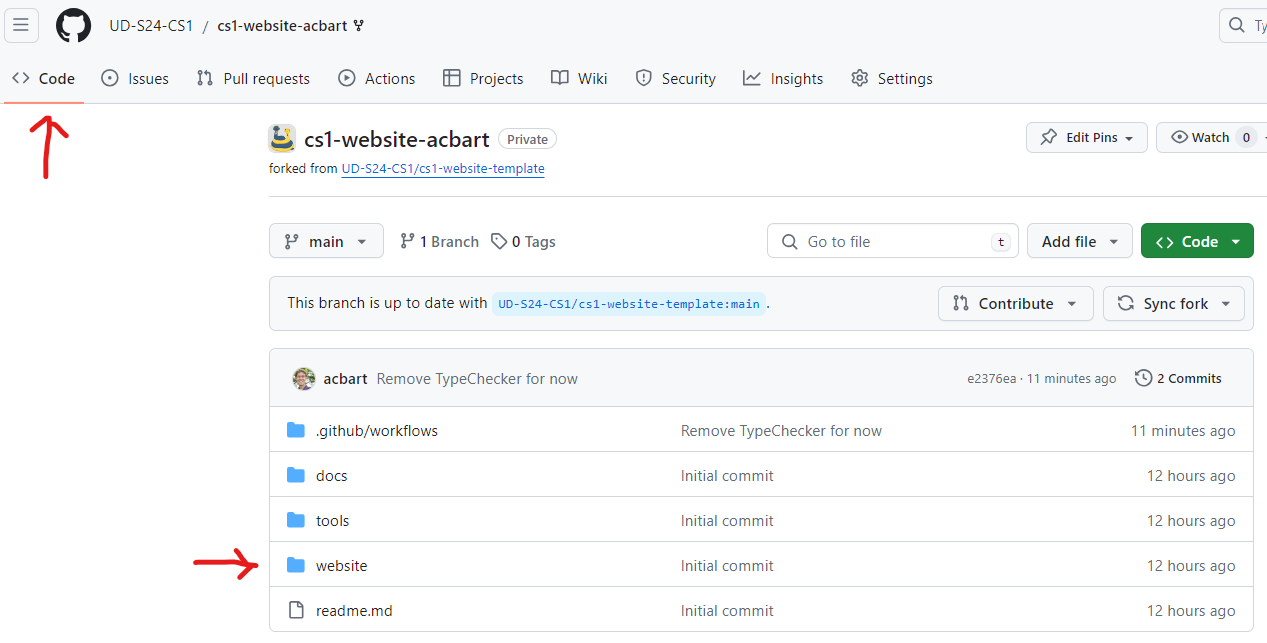 UD-S24-CS1 / cs1-website-acbart
Code Issues Pull requests Actions Projects Wiki Security Insights Settings
cs1-website-acbart Private
Edit Pins Watch 0
forked from UD-S24-CS1/cs1-website-template
main 1 Branch 0 Tags Go to file t Add file Code
This branch is up to date with UD-S24-CS1/cs1-website-template:main . Contribute Sync fork
acbart Remove TypeChecker for now e2376ea · 11 minutes ago 2 Commits
.github/workflows Remove TypeChecker for now 11 minutes ago
docs Initial commit 12 hours ago
tools Initial commit 12 hours ago
website Initial commit 12 hours ago
readme.md Initial commit 12 hours ago